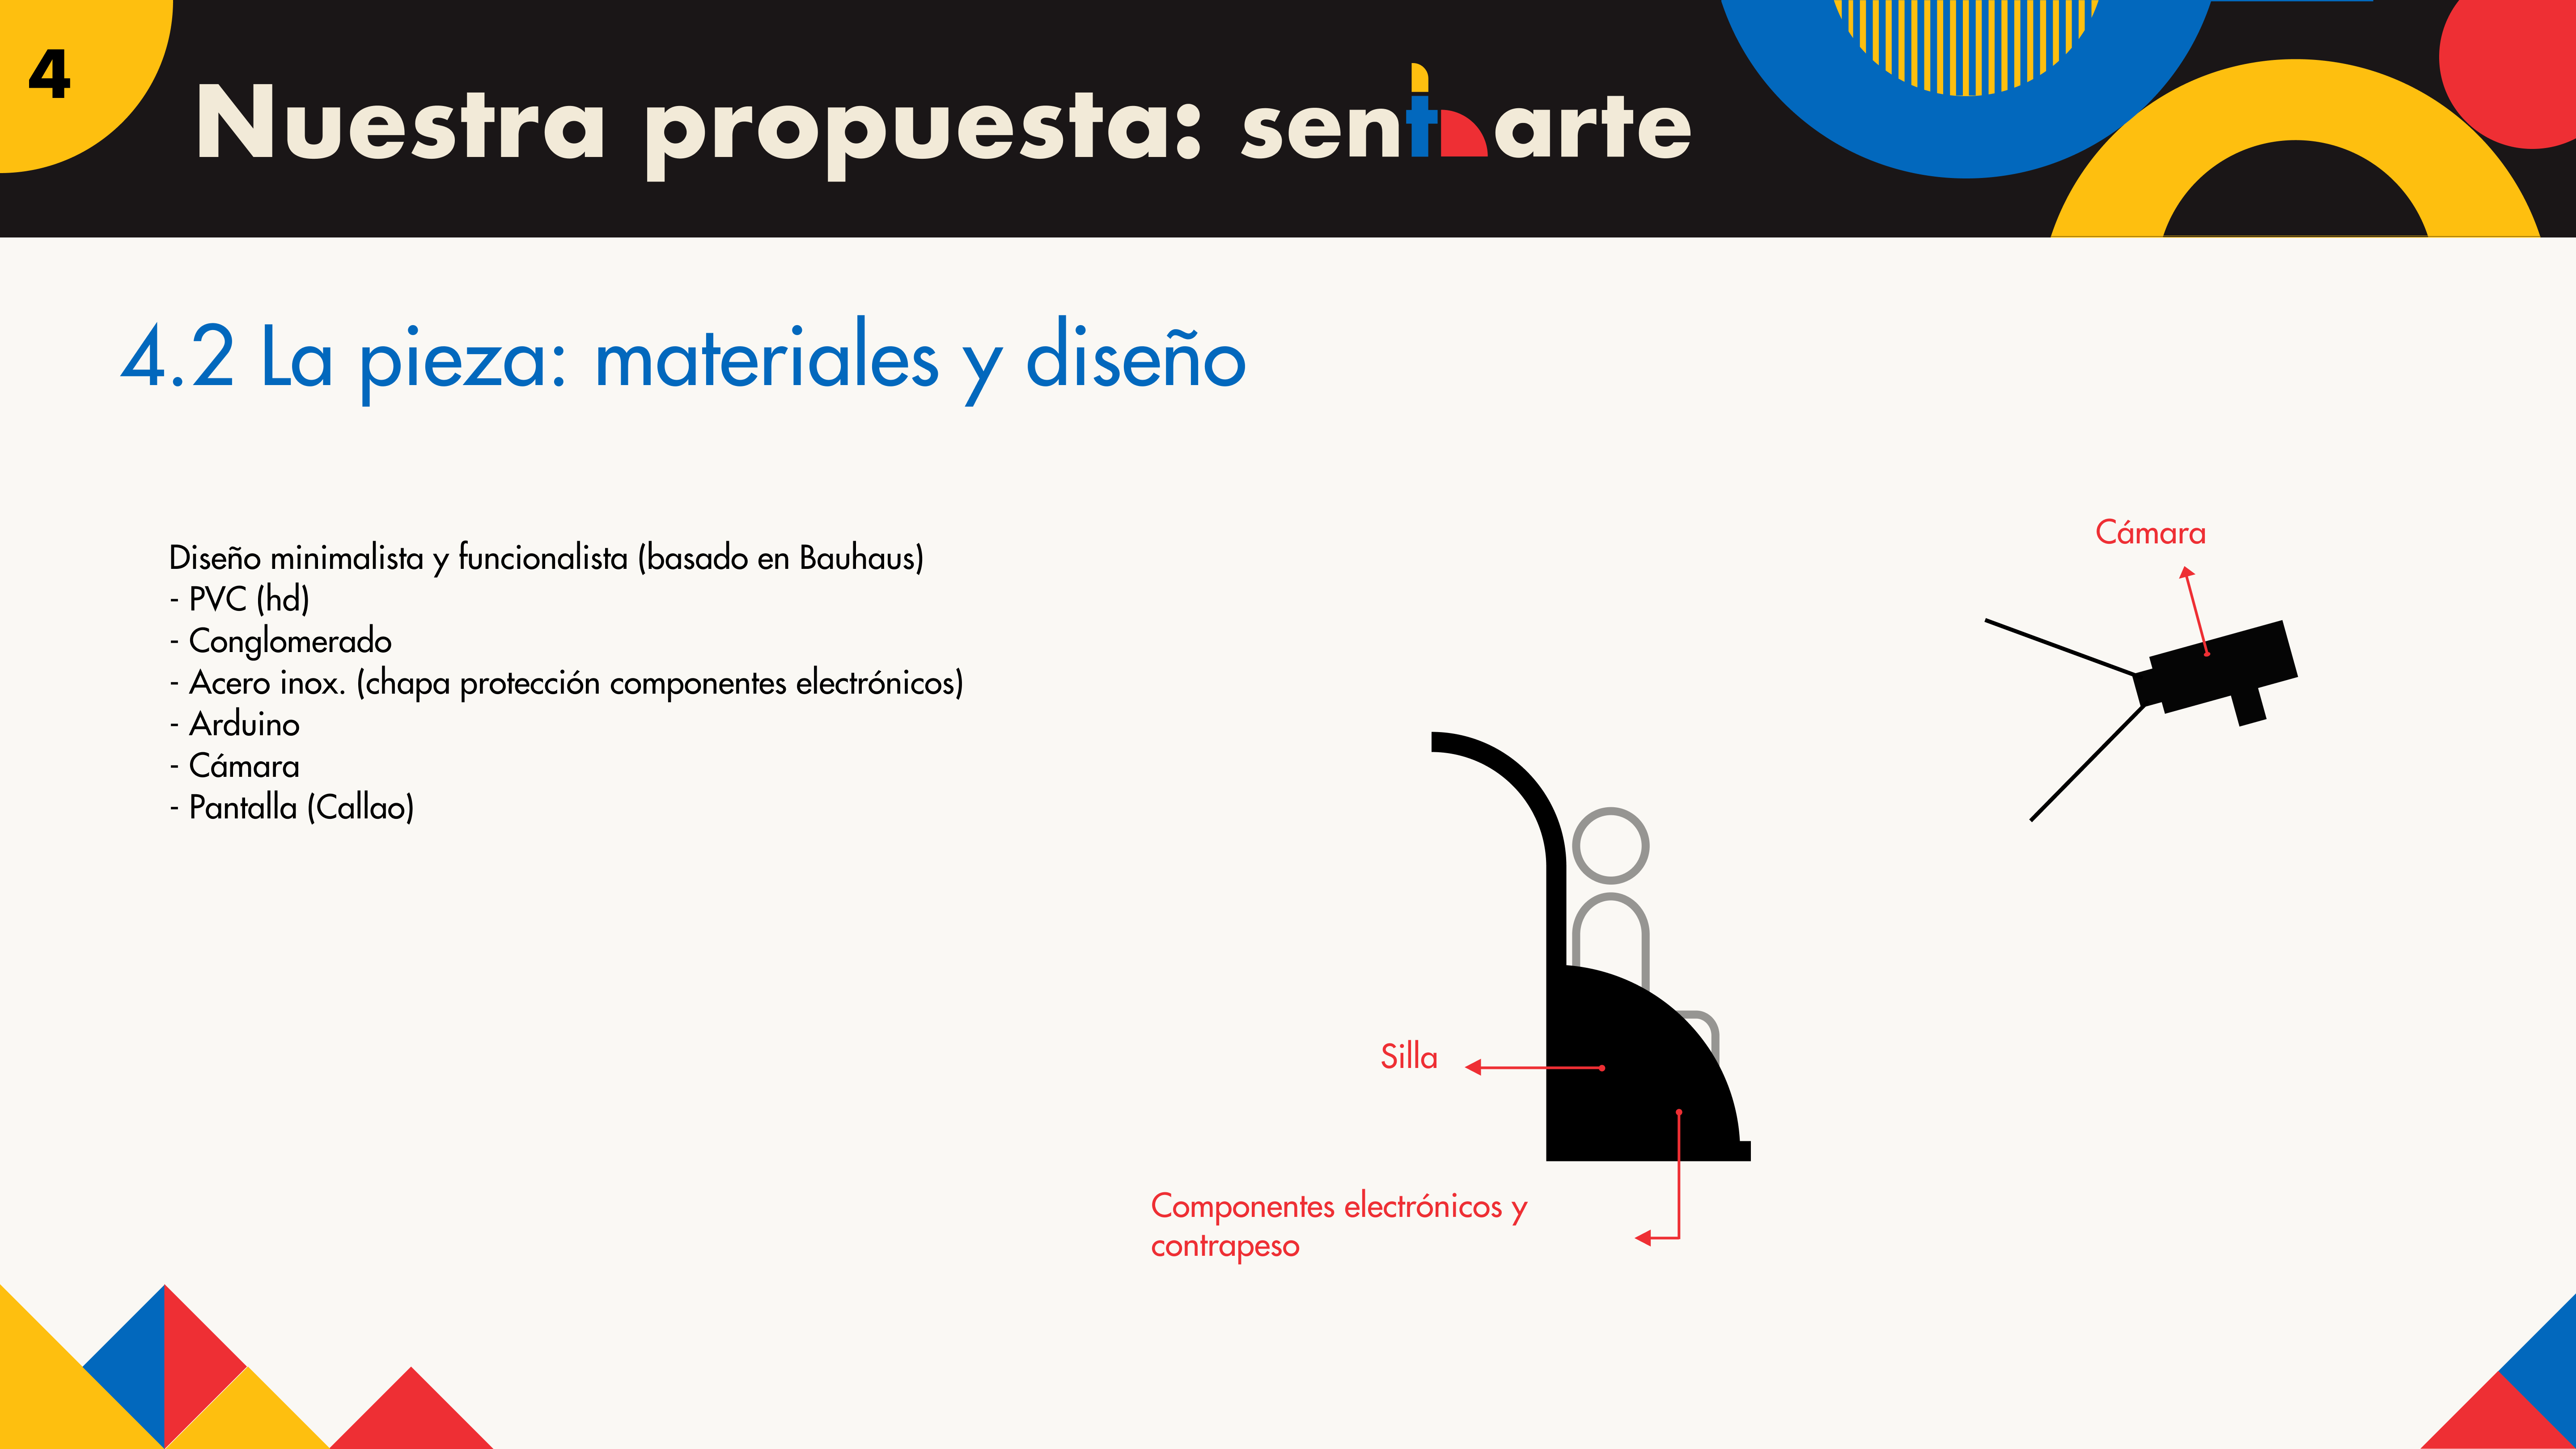 4
Nuestra propuesta: sentarte
4.2 La pieza: materiales y diseño
Diseño minimalista y funcionalista (basado en Bauhaus)
- PVC (hd)
- Conglomerado
- Acero inox. (chapa protección componentes electrónicos)
- Arduino
- Cámara
- Pantalla (Callao)
Cámara
Silla
Componentes electrónicos y
contrapeso